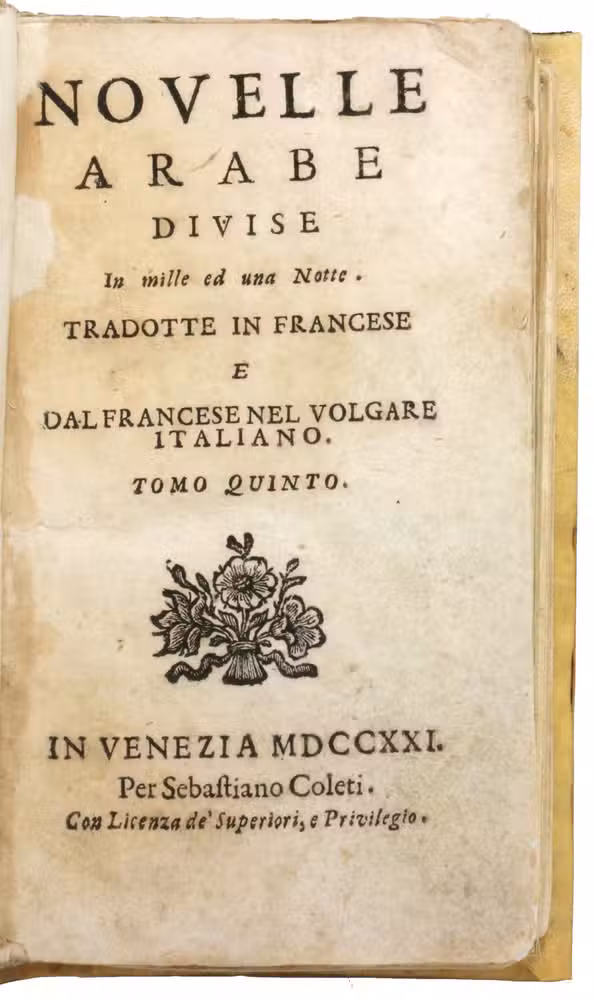 NOVELLE
ARABE
DIVISE
In mille ed una Notte.
TRADOTTE IN FRANCESE
E
DAL FRANCESE NEL VOLGARE
ITALIANO.
TOMO QUINTO.
IN VENEZIA MDCCXXI.
Per Sebaſtiano Coleti.
Con Licenza de' Superiori, e Privilegio.